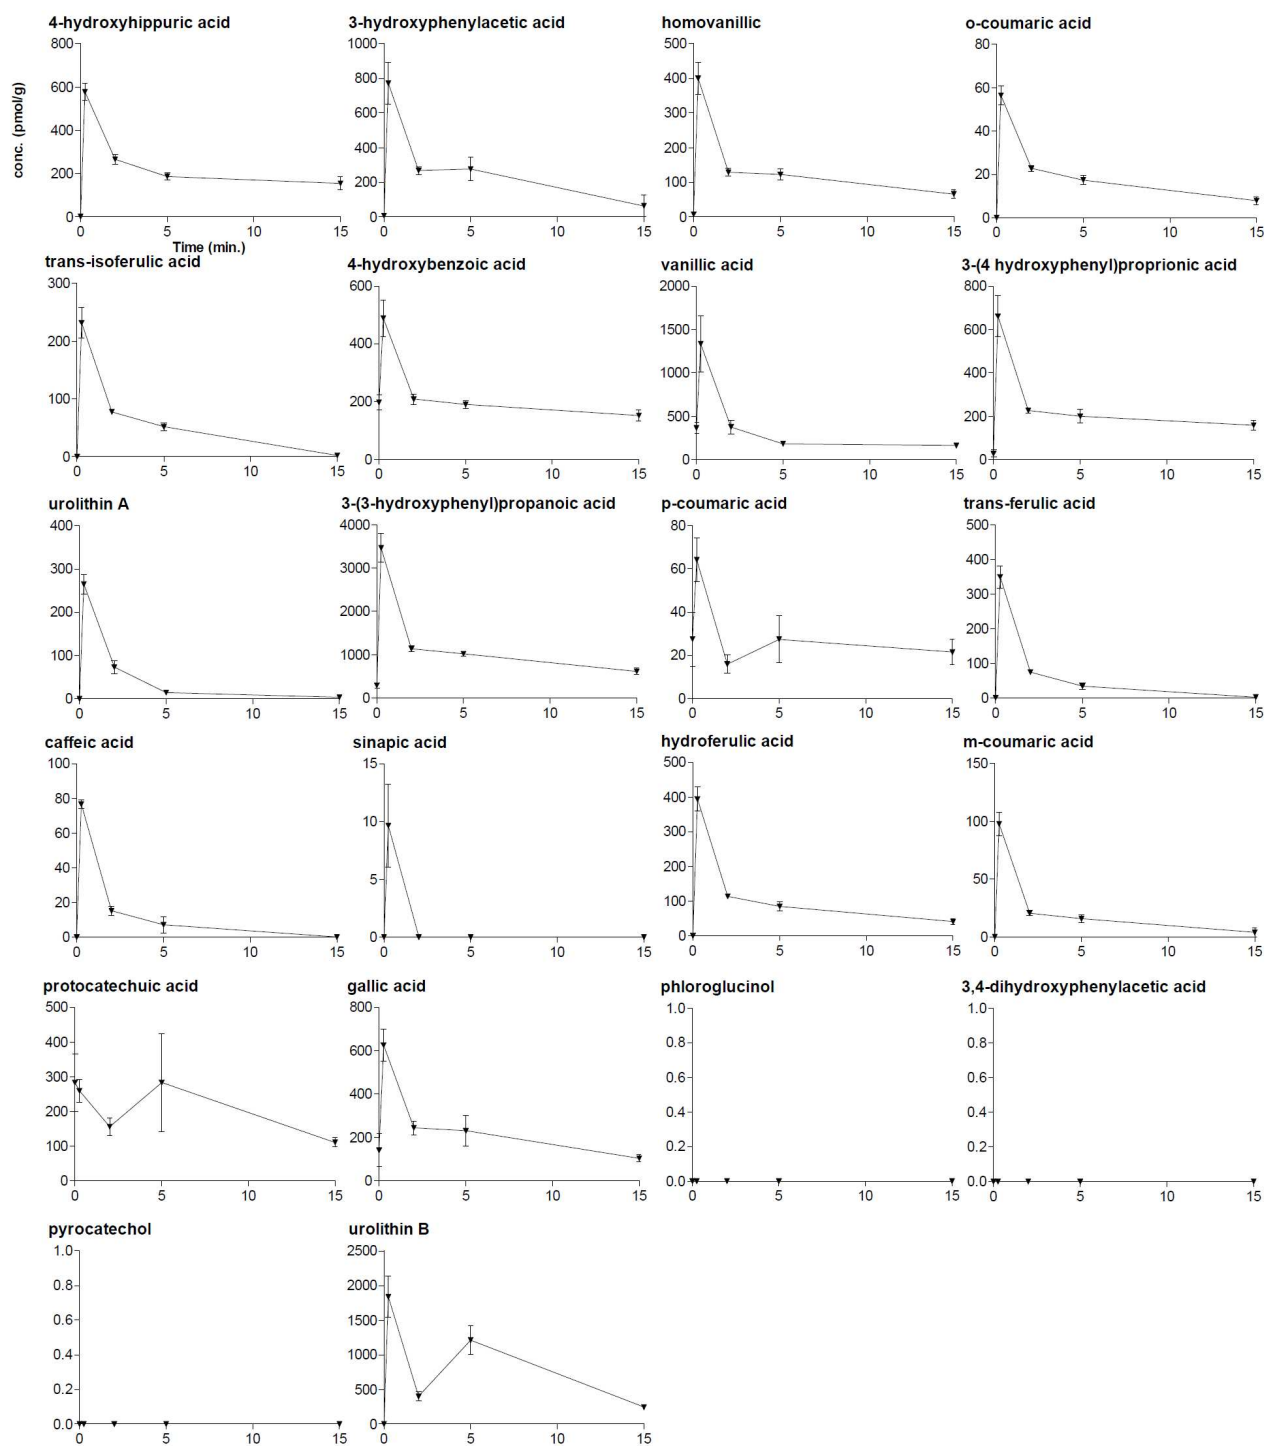 4-hydroxyhippuric acid
conc. (pmol/g)
800
600
400
200
0
0 5 10 15
Time (min.)
3-hydroxyphenylacetic acid
1000
800
600
400
200
0
0 5 10 15
homovanillic
500
400
300
200
100
0
0 5 10 15
o-coumaric acid
80
60
40
20
0
0 5 10 15
trans-isoferulic acid
300
200
100
0
0 5 10 15
4-hydroxybenzoic acid
600
400
200
0
0 5 10 15
vanillic acid
2000
1500
1000
500
0
0 5 10 15
3-(4 hydroxyphenyl)proprionic acid
800
600
400
200
0
0 5 10 15
urolithin A
400
300
200
100
0
0 5 10 15
3-(3-hydroxyphenyl)propanoic acid
4000
3000
2000
1000
0
0 5 10 15
p-coumaric acid
80
60
40
20
0
0 5 10 15
trans-ferulic acid
500
400
300
200
100
0
0 5 10 15
caffeic acid
100
80
60
40
20
0
0 5 10 15
sinapic acid
15
10
5
0
0 5 10 15
hydroferulic acid
500
400
300
200
100
0
0 5 10 15
m-coumaric acid
150
100
50
0
0 5 10 15
protocatechuic acid
500
400
300
200
100
0
0 5 10 15
gallic acid
800
600
400
200
0
0 5 10 15
phloroglucinol
1.0
0.8
0.6
0.4
0.2
0.0
0 5 10 15
3,4-dihydroxyphenylacetic acid
1.0
0.8
0.6
0.4
0.2
0.0
0 5 10 15
pyrocatechol
1.0
0.8
0.6
0.4
0.2
0.0
0 5 10 15
urolithin B
2500
2000
1500
1000
500
0
0 5 10 15